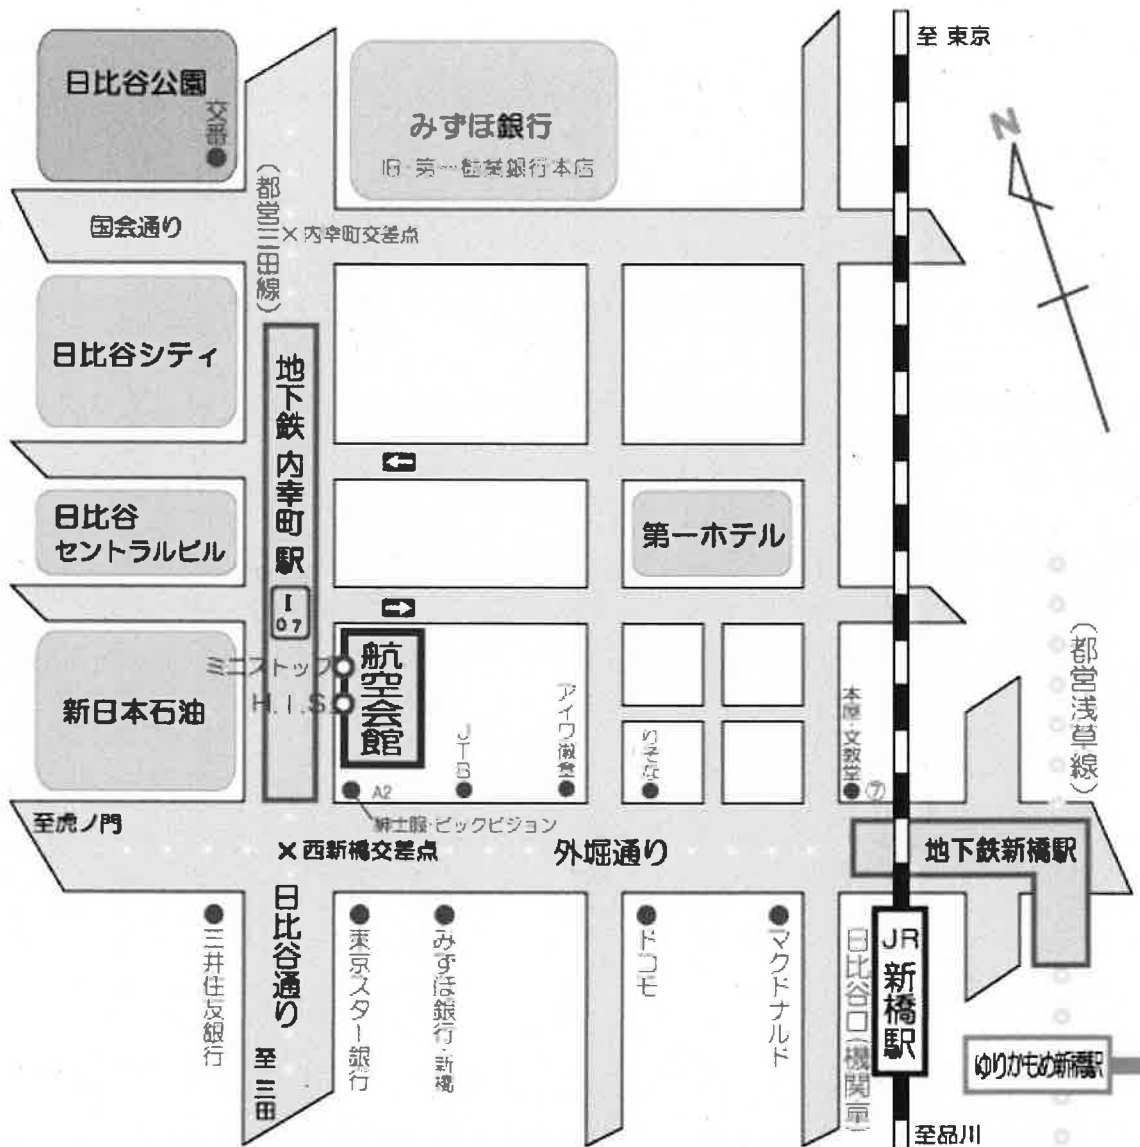 至 東京
日比谷公園
交番
みずほ銀行
旧 第一勧業銀行本店
(都営三田線)
国会通り
×内幸町交差点
N
日比谷シティ
地下鉄 内幸町駅
I
07
日比谷
セントラルビル
第一ホテル
新日本石油
ミニストップ
H.I.S
航空会館
JTB
りそな
本屋・文教堂
⑦
(都営浅草線)
A2
紳士服・ビックビジョン
至虎ノ門
×西新橋交差点
外堀通り
地下鉄新橋駅
日比谷通り
至 三田
三井住友銀行
東京スター銀行
みずほ銀行・新橋
ドコモ
マクドナルド
日比谷口(機関車)
JR
新橋駅
ゆりかもめ新橋駅
至品川